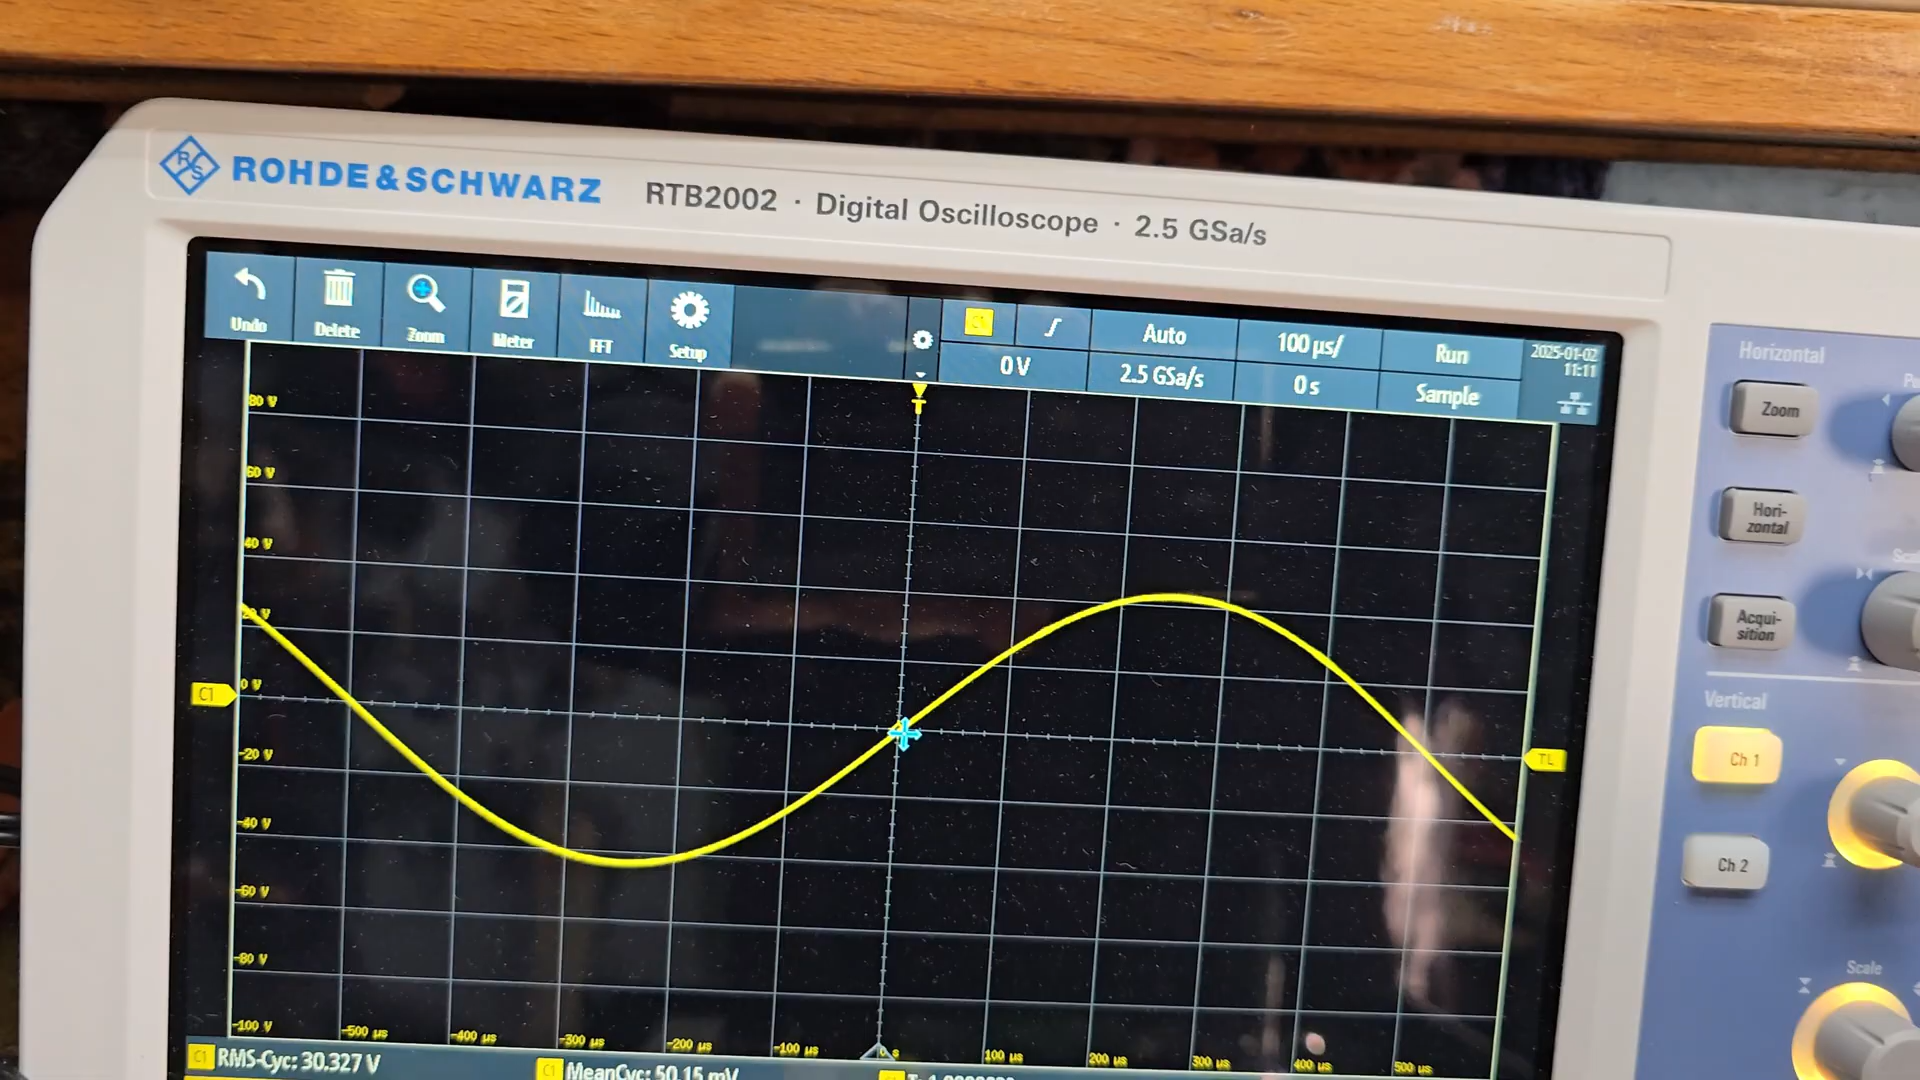 ROHDE & SCHWARZ RTB2002 · Digital Oscilloscope · 2.5 GSa/s
Undo Delete Zoom Meter FFT Setup
Auto 100 µs/ Run
0 V 2.5 GSa/s 0 s Sample
2025-01-02
11:11
T
80 V
60 V
40 V
20 V
0 V
-20 V
-40 V
-60 V
-80 V
-100 V
C1
TL
-500 µs -400 µs -300 µs -200 µs -100 µs 0 s 100 µs 200 µs 300 µs 400 µs 500 µs
C1 RMS-Cyc: 30.327 V C1 MeanCyc: 50.15 mV
Horizontal
Zoom
Hori-
zontal
Acqui-
sition
Vertical
Ch 1
Ch 2
Scale